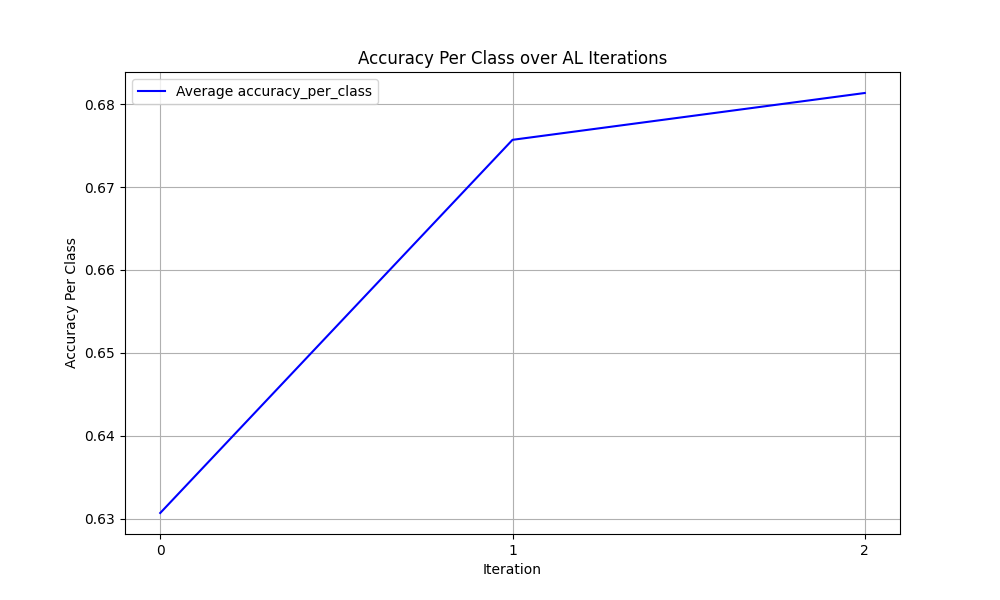 Accuracy Per Class over AL Iterations
Average accuracy_per_class
Accuracy Per Class
0.68
0.67
0.66
0.65
0.64
0.63
0 1 2
Iteration